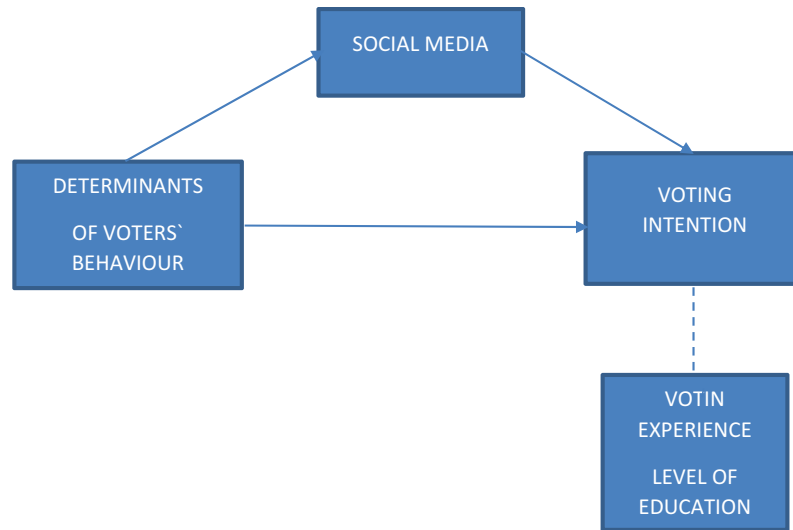 SOCIAL MEDIA
DETERMINANTS
OF VOTERS`
BEHAVIOUR
VOTING
INTENTION
VOTIN
EXPERIENCE
LEVEL OF
EDUCATION